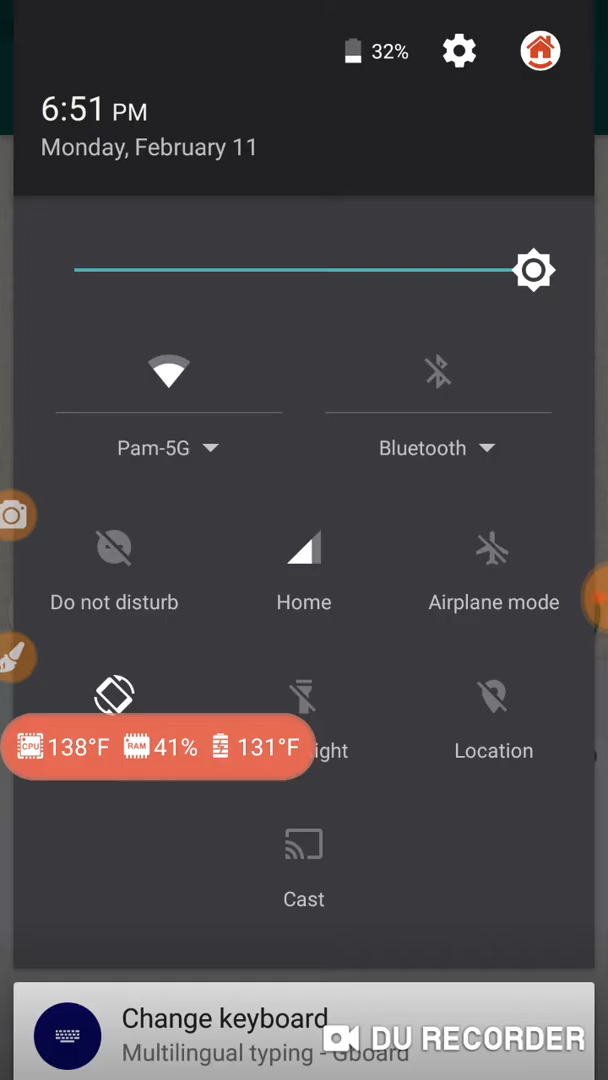 32%
6:51 PM
Monday, February 11
Pam-5G
Bluetooth
Do not disturb
Home
Airplane mode
CPU 138°F RAM 41% 131°F
ight
Location
Cast
Change keyboard
Multilingual typing - Gboard
DU RECORDER